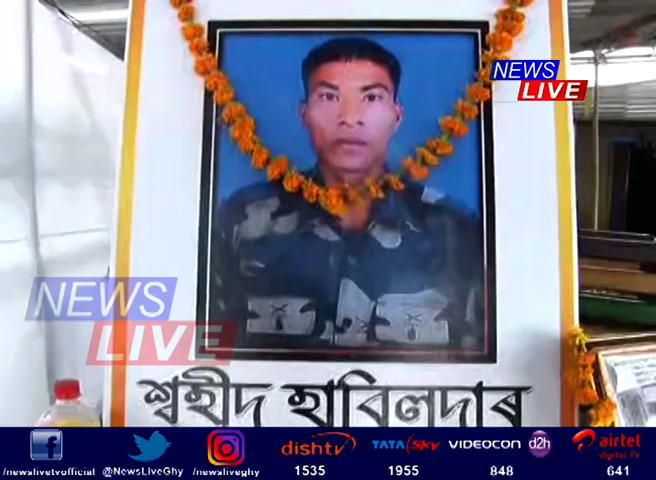 NEWS
LIVE
NEWS
LIVE
শ্বহীদ হাবিলদাৰ
/newslivetvofficial @NewsLiveGhy /newsliveghy
dishtv TATA sky VIDEOCON d2h airtel digital TV
1535 1955 848 641